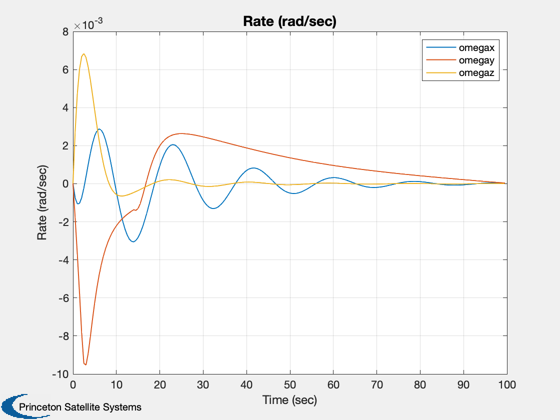 Rate (rad/sec)
×10⁻³
8
6
4
2
0
-2
-4
-6
-8
-10
Rate (rad/sec)
omegax
omegay
omegaz
0 10 20 30 40 50 60 70 80 90 100
Time (sec)
Princeton Satellite Systems